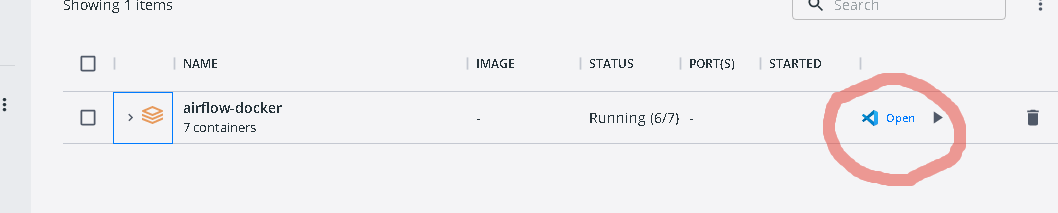 Showing 1 items
Search
NAME IMAGE STATUS PORT(S) STARTED
airflow-docker
7 containers
- Running (6/7) - Open